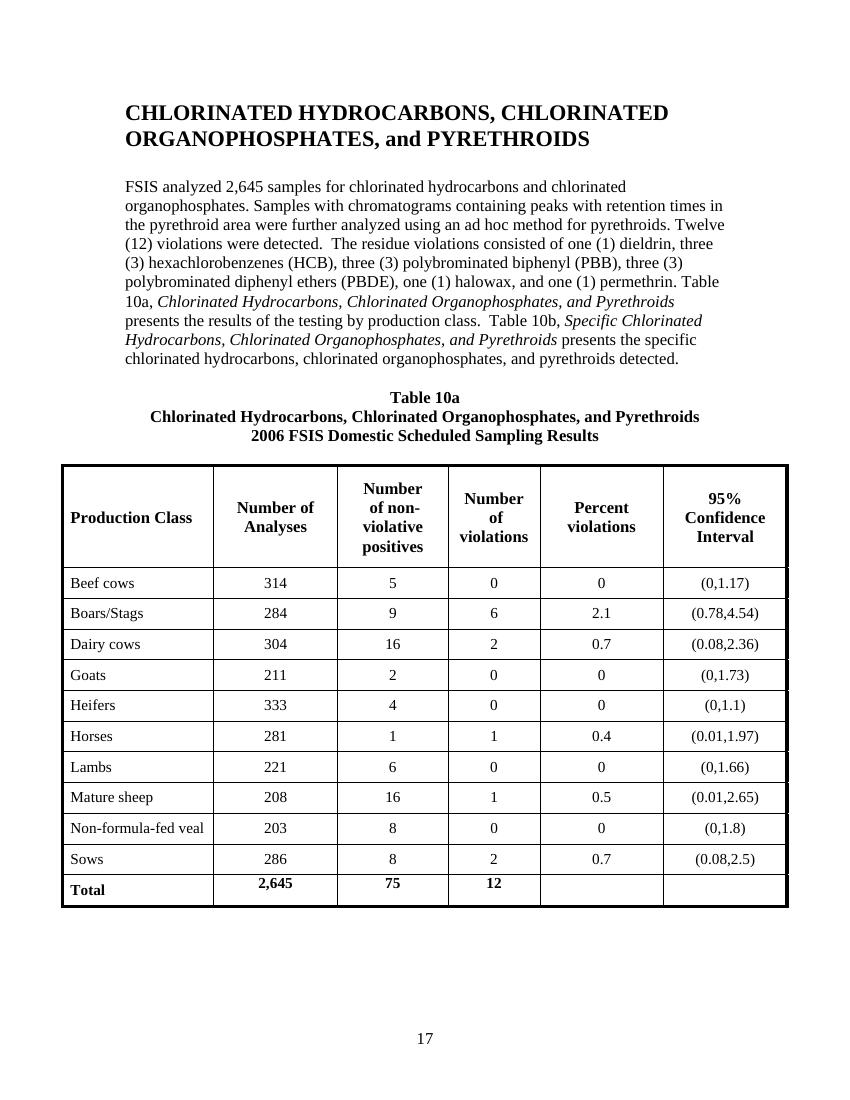 CHLORINATED HYDROCARBONS, CHLORINATED
ORGANOPHOSPHATES, and PYRETHROIDS
FSIS analyzed 2,645 samples for chlorinated hydrocarbons and chlorinated
organophosphates. Samples with chromatograms containing peaks with retention times in
the pyrethroid area were further analyzed using an ad hoc method for pyrethroids. Twelve
(12) violations were detected.  The residue violations consisted of one (1) dieldrin, three
(3) hexachlorobenzenes (HCB), three (3) polybrominated biphenyl (PBB), three (3)
polybrominated diphenyl ethers (PBDE), one (1) halowax, and one (1) permethrin. Table
10a, Chlorinated Hydrocarbons, Chlorinated Organophosphates, and Pyrethroids
presents the results of the testing by production class.  Table 10b, Specific Chlorinated
Hydrocarbons, Chlorinated Organophosphates, and Pyrethroids presents the specific
chlorinated hydrocarbons, chlorinated organophosphates, and pyrethroids detected.
Table 10a
Chlorinated Hydrocarbons, Chlorinated Organophosphates, and Pyrethroids
2006 FSIS Domestic Scheduled Sampling Results
Production Class
Number of
Analyses
Number
of non-
violative
positives
Number
of
violations
Percent
violations
95%
Confidence
Interval
Beef cows 314 5 0 0 (0,1.17)
Boars/Stags 284 9 6 2.1 (0.78,4.54)
Dairy cows 304 16 2 0.7 (0.08,2.36)
Goats 211 2 0 0 (0,1.73)
Heifers 333 4 0 0 (0,1.1)
Horses 281 1 1 0.4 (0.01,1.97)
Lambs 221 6 0 0 (0,1.66)
Mature sheep 208 16 1 0.5 (0.01,2.65)
Non-formula-fed veal 203 8 0 0 (0,1.8)
Sows 286 8 2 0.7 (0.08,2.5)
Total 2,645 75 12
17